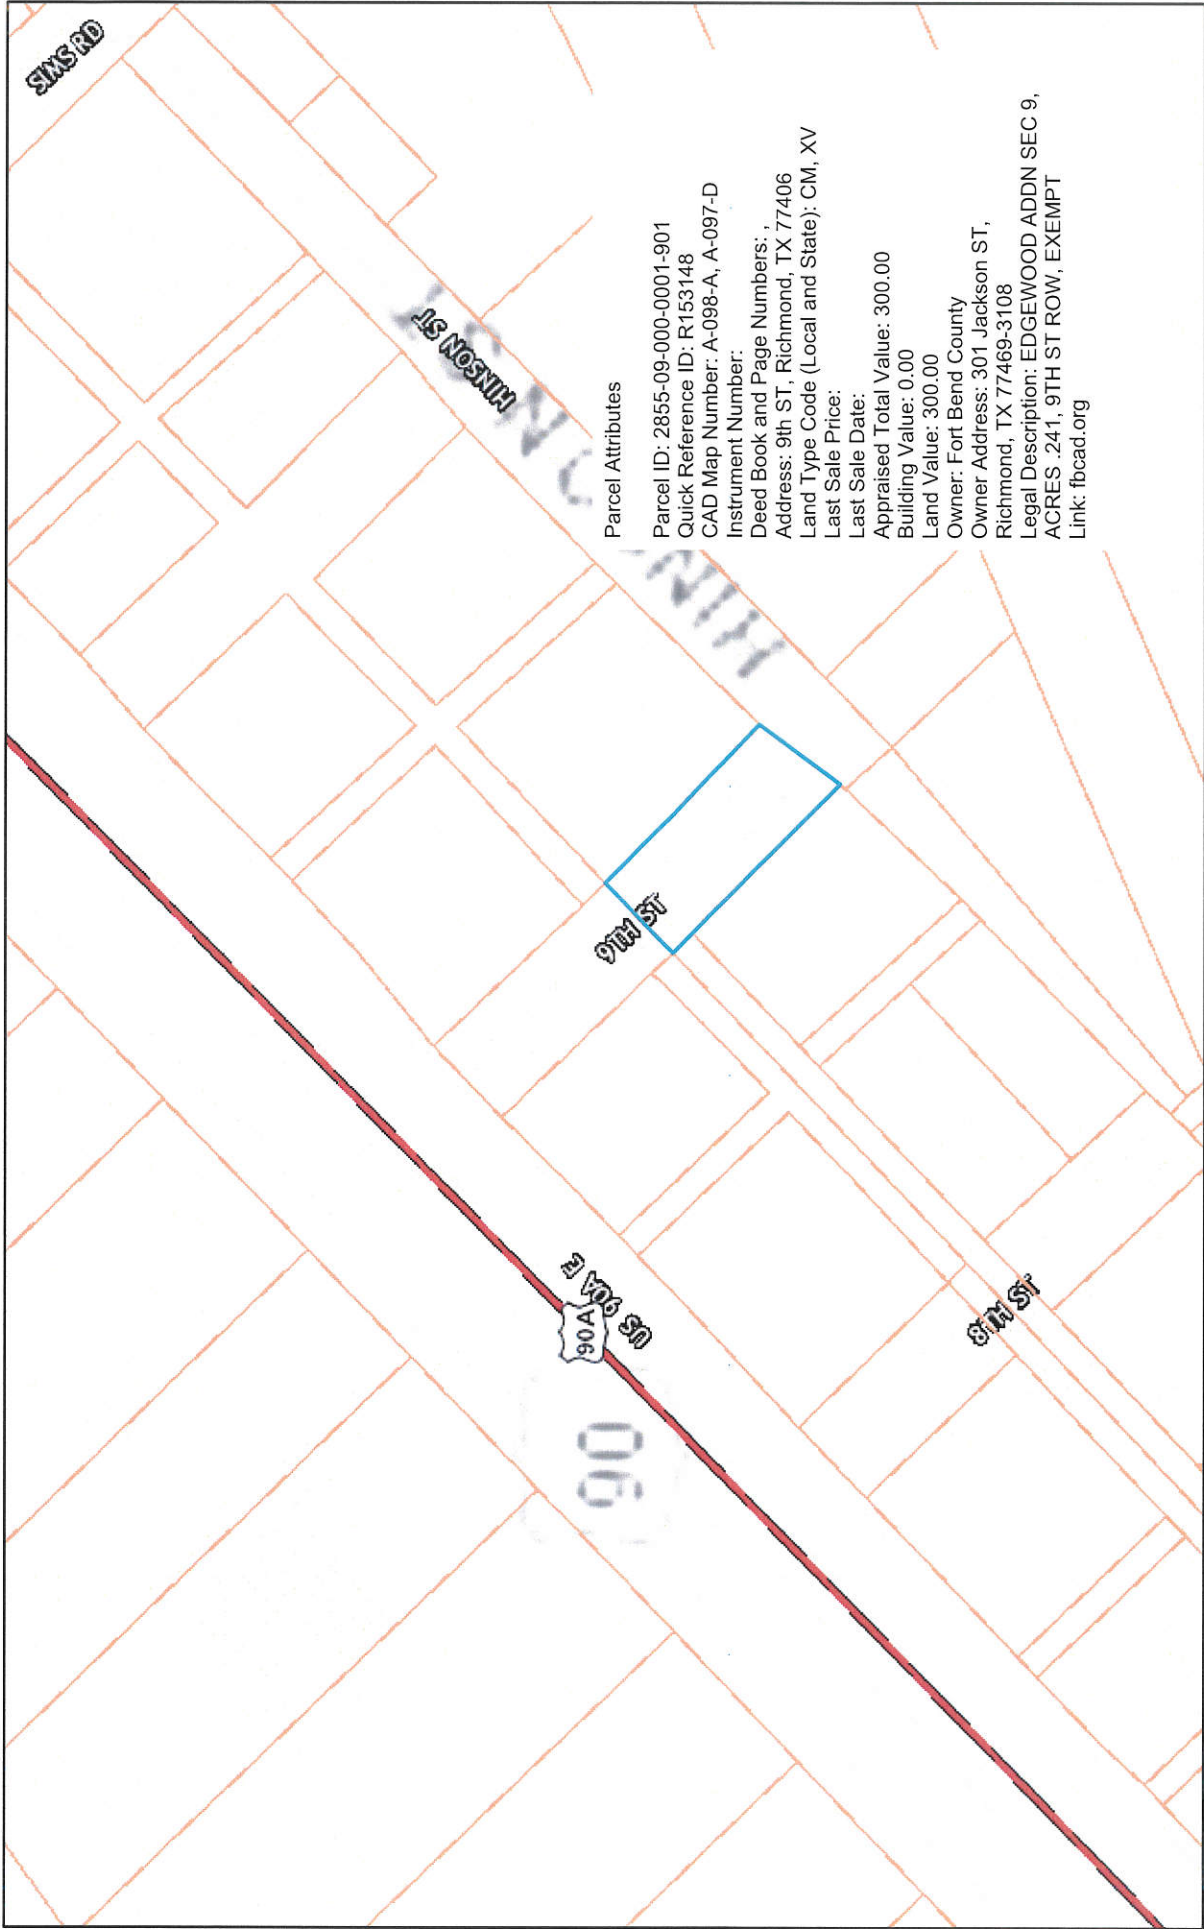 SIMS RD
HINSON ST
HINSON ST
9TH ST
US 90A E
90A
90
8TH ST
Parcel Attributes
Parcel ID: 2855-09-000-0001-901
Quick Reference ID: R153148
CAD Map Number: A-098-A, A-097-D
Instrument Number:
Deed Book and Page Numbers: ,
Address: 9th ST, Richmond, TX 77406
Land Type Code (Local and State): CM, XV
Last Sale Price:
Last Sale Date:
Appraised Total Value: 300.00
Building Value: 0.00
Land Value: 300.00
Owner: Fort Bend County
Owner Address: 301 Jackson ST,
Richmond, TX 77469-3108
Legal Description: EDGEWOOD ADDN SEC 9,
ACRES .241, 9TH ST ROW, EXEMPT
Link: fbcad.org